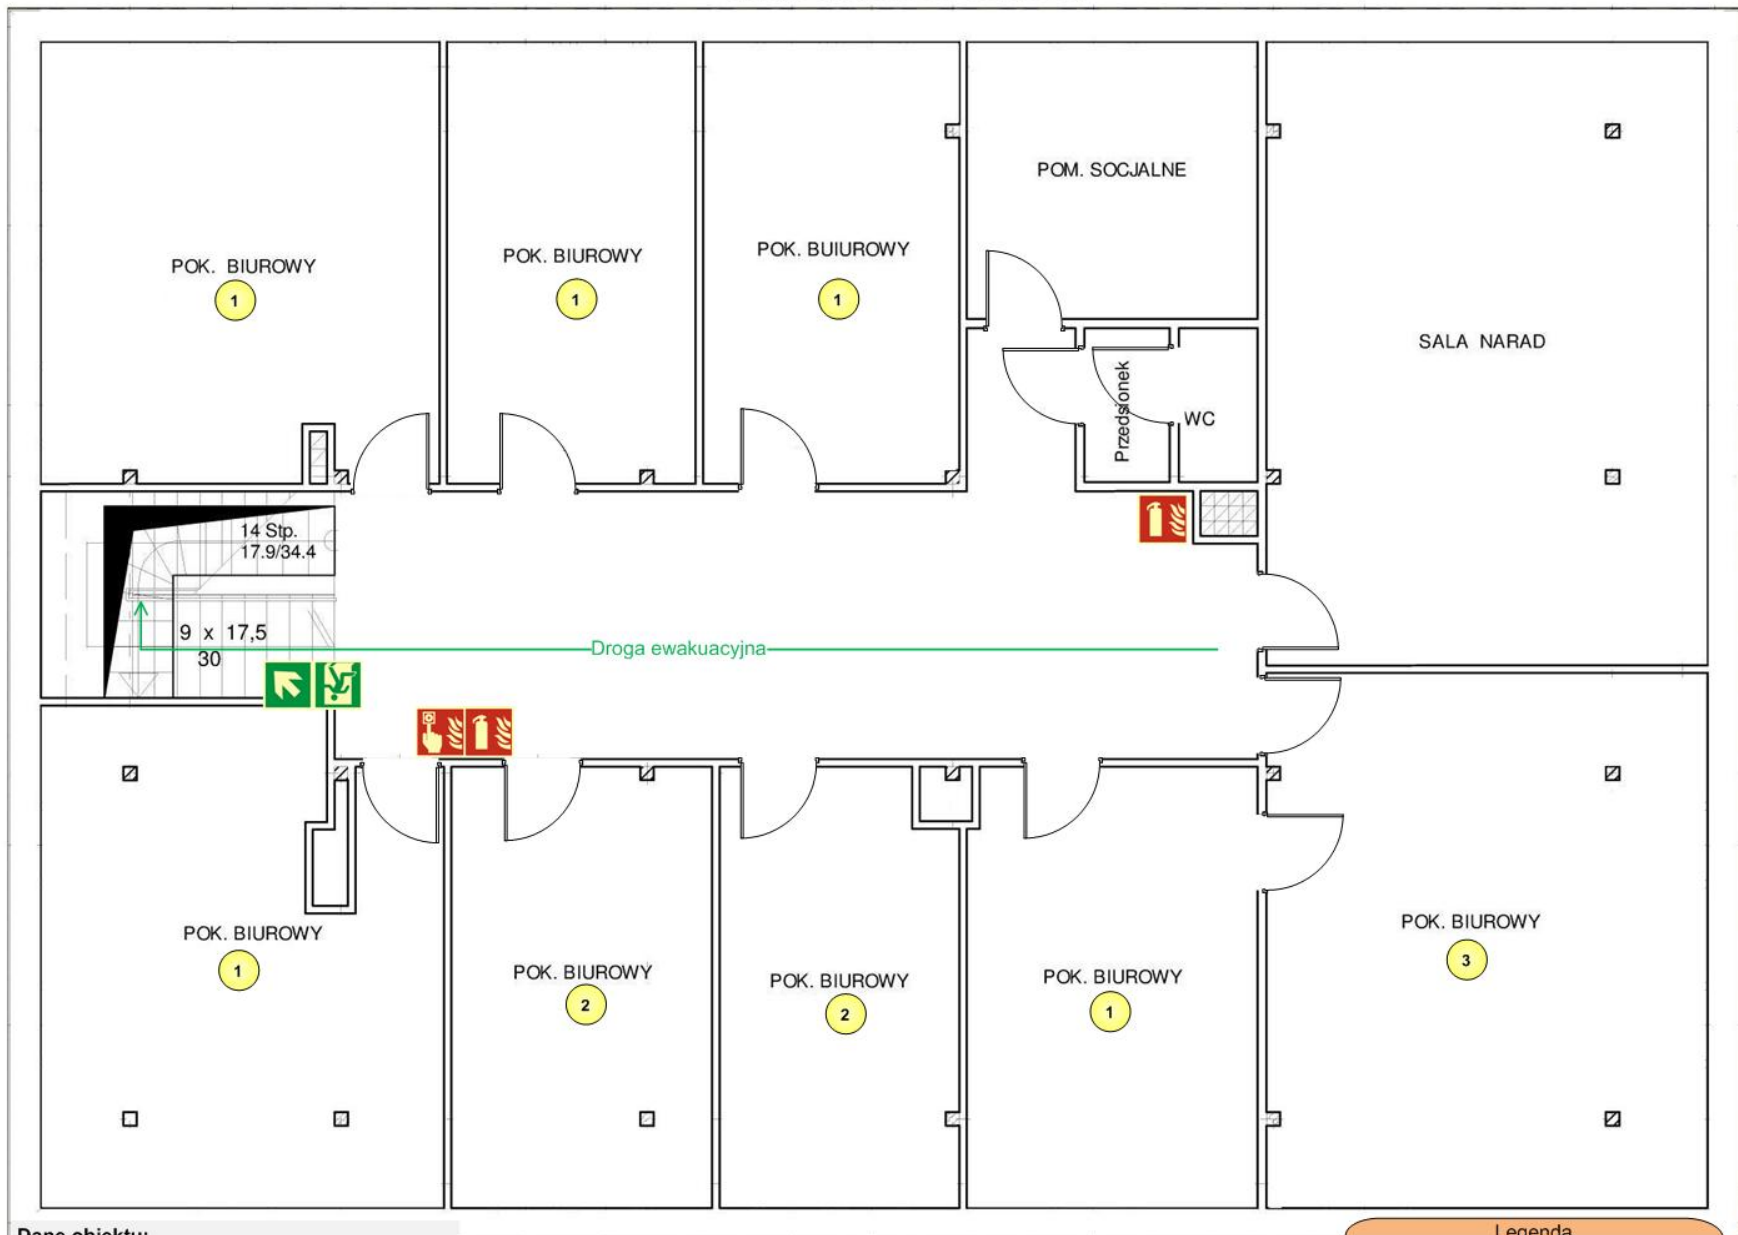 POM. SOCJALNE
POK. BIUROWY
1
POK. BIUROWY
1
POK. BUIUROWY
1
SALA NARAD
Przedsionek
WC
14 Stp.
17.9/34.4
9 x 17,5
30
Droga ewakuacyjna
POK. BIUROWY
1
POK. BIUROWY
2
POK. BIUROWY
2
POK. BIUROWY
1
POK. BIUROWY
3
Dane obiektu:
Legenda